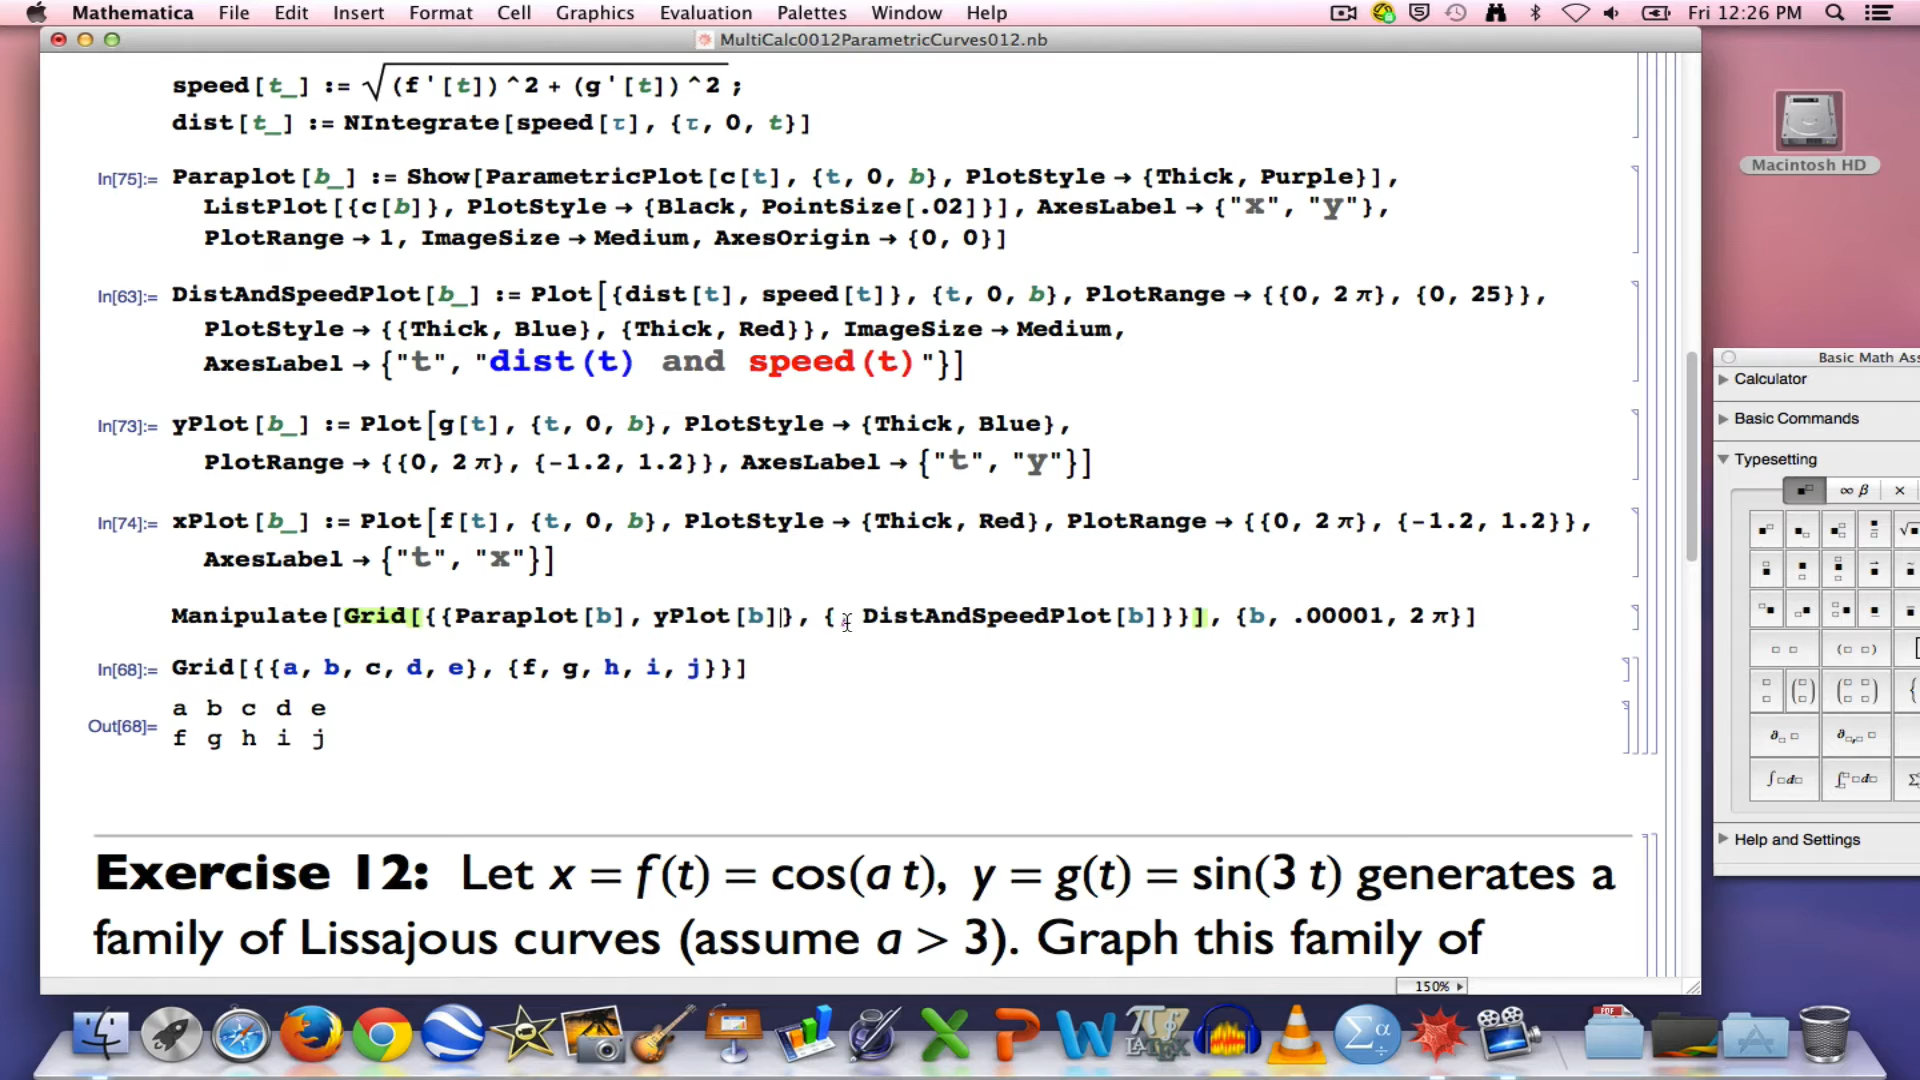 Mathematica File Edit Insert Format Cell Graphics Evaluation Palettes Window Help Fri 12:26 PM
MultiCalc0012ParametricCurves012.nb
speed[t_] := √(f'[t])^2 + (g'[t])^2 ;
dist[t_] := NIntegrate[speed[τ], {τ, 0, t}]
In[75]:= Paraplot[b_] := Show[ParametricPlot[c[t], {t, 0, b}, PlotStyle → {Thick, Purple}],
ListPlot[{c[b]}, PlotStyle → {Black, PointSize[.02]}], AxesLabel → {"x", "y"},
PlotRange → 1, ImageSize → Medium, AxesOrigin → {0, 0}]
In[63]:= DistAndSpeedPlot[b_] := Plot[{dist[t], speed[t]}, {t, 0, b}, PlotRange → {{0, 2 π}, {0, 25}},
PlotStyle → {{Thick, Blue}, {Thick, Red}}, ImageSize → Medium,
AxesLabel → {"t", "dist(t) and speed(t)"}]
In[73]:= yPlot[b_] := Plot[g[t], {t, 0, b}, PlotStyle → {Thick, Blue},
PlotRange → {{0, 2 π}, {-1.2, 1.2}}, AxesLabel → {"t", "y"}]
In[74]:= xPlot[b_] := Plot[f[t], {t, 0, b}, PlotStyle → {Thick, Red}, PlotRange → {{0, 2 π}, {-1.2, 1.2}},
AxesLabel → {"t", "x"}]
Manipulate[Grid[{{Paraplot[b], yPlot[b]}, { , DistAndSpeedPlot[b]}}], {b, .00001, 2 π}]
In[68]:= Grid[{{a, b, c, d, e}, {f, g, h, i, j}}]
Out[68]=
a b c d e
f g h i j
Exercise 12: Let x = f(t) = cos(a t), y = g(t) = sin(3 t) generates a
family of Lissajous curves (assume a > 3). Graph this family of
150%
Macintosh HD
Basic Math Ass
Calculator
Basic Commands
Typesetting
∞ β ×
Help and Settings